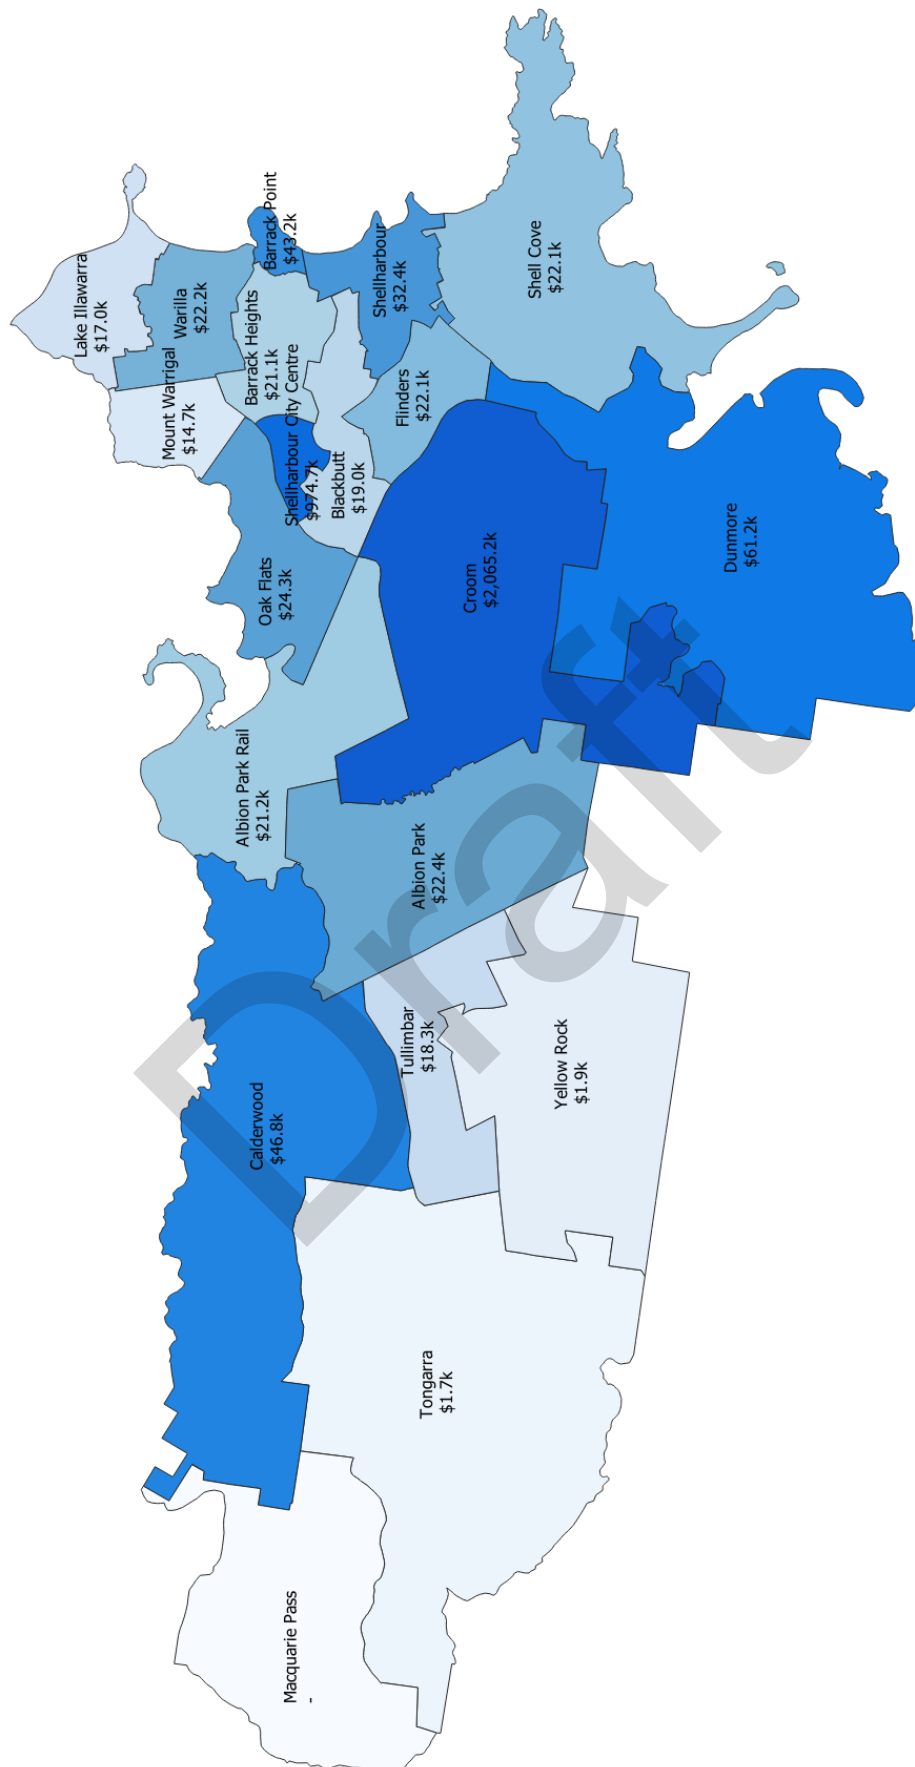 Lake Illawarra
$17.0k
Warilla
$22.2k
Mount Warrigal
$14.7k
Barrack Point
$43.2k
Barrack Heights
$21.1k
Shellharbour
$32.4k
Shellharbour City Centre
$974.7k
Blackbutt
$19.0k
Flinders
$22.1k
Shell Cove
$22.1k
Oak Flats
$24.3k
Croom
$2,065.2k
Dunmore
$61.2k
Albion Park Rail
$21.2k
Albion Park
$22.4k
Calderwood
$46.8k
Tullimbar
$18.3k
Yellow Rock
$1.9k
Tongarra
$1.7k
Macquarie Pass
-
Draft